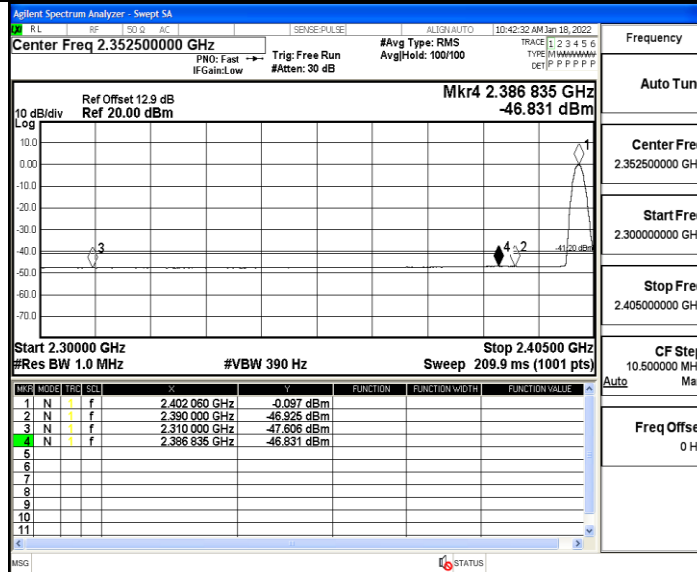 Agilent Spectrum Analyzer - Swept SA
RL RF 50 Ω AC SENSE:PULSE ALIGN AUTO 10:42:32 AM Jan 18, 2022
Center Freq 2.352500000 GHz #Avg Type: RMS TRACE 1 2 3 4 5 6
PNO: Fast Trig: Free Run Avg|Hold: 100/100 TYPE M WWWWW
IFGain:Low #Atten: 30 dB DET P P P P P P
Ref Offset 12.9 dB Mkr4 2.386 835 GHz
10 dB/div Ref 20.00 dBm -46.831 dBm
Log
10.0
0.00
-10.0
-20.0
-30.0
-40.0
-50.0
-60.0
-70.0
1
3
4 2
-41.20 dBm
Start 2.30000 GHz Stop 2.40500 GHz
#Res BW 1.0 MHz #VBW 390 Hz Sweep 209.9 ms (1001 pts)
MKR MODE TRC SCL X Y FUNCTION FUNCTION WIDTH FUNCTION VALUE
1 N 1 f 2.402 060 GHz -0.097 dBm
2 N 1 f 2.390 000 GHz -46.925 dBm
3 N 1 f 2.310 000 GHz -47.606 dBm
4 N 1 f 2.386 835 GHz -46.831 dBm
5
6
7
8
9
10
11
MSG STATUS
Frequency
Auto Tun
Center Fre
2.352500000 GH
Start Fre
2.300000000 GH
Stop Fre
2.405000000 GH
CF Ste
10.500000 MH
Auto Ma
Freq Offse
0 H